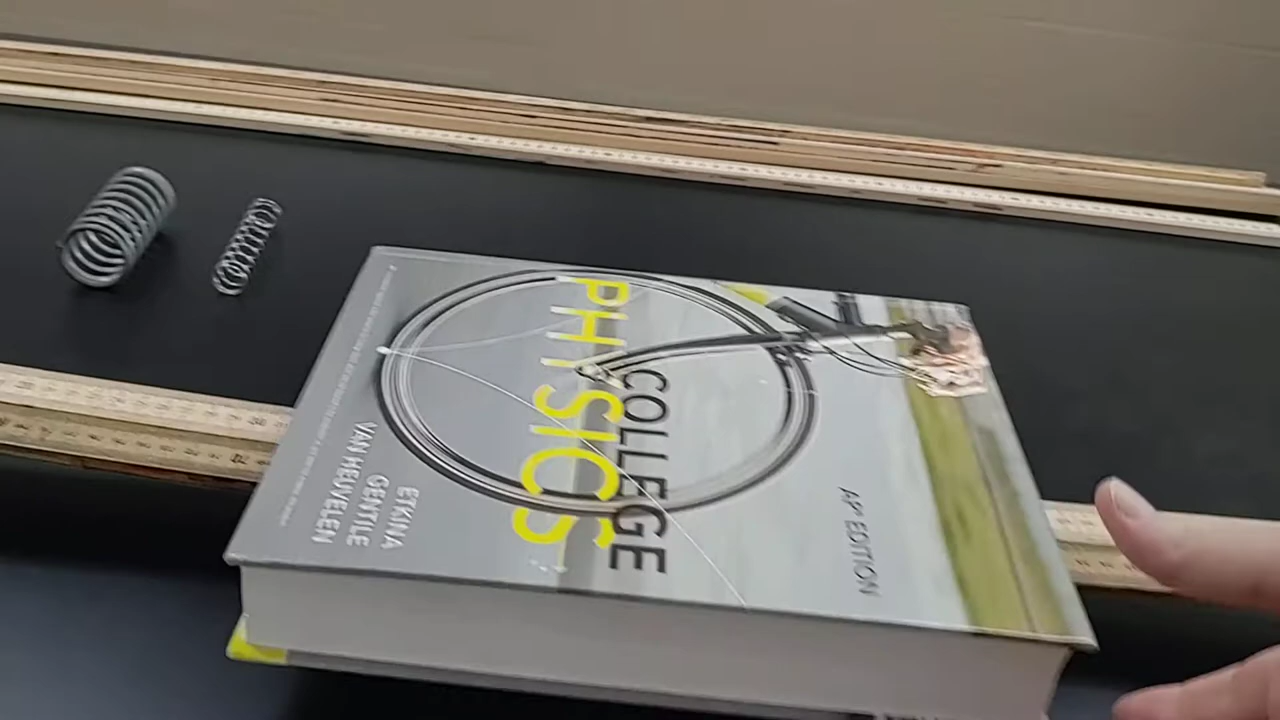 COLLEGE
PHYSICS
AP® EDITION
ETKINA
GENTILE
VAN HEUVELEN